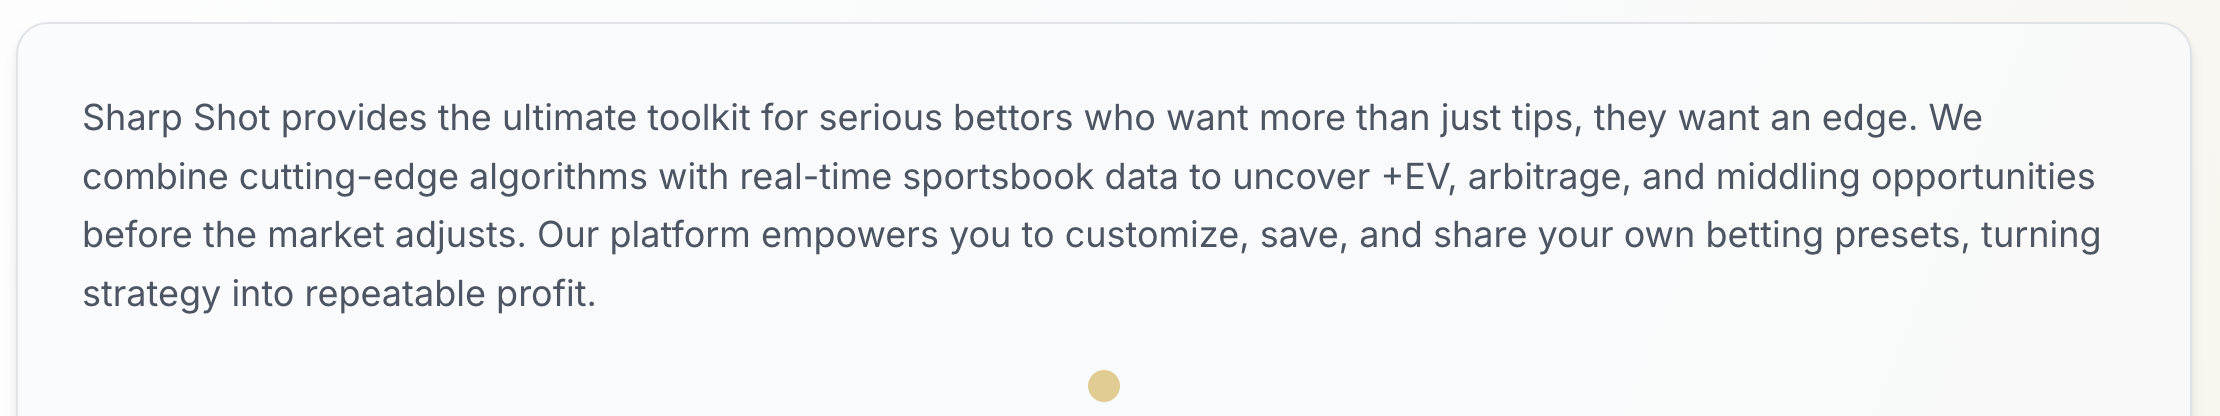 Sharp Shot provides the ultimate toolkit for serious bettors who want more than just tips, they want an edge. We
combine cutting-edge algorithms with real-time sportsbook data to uncover +EV, arbitrage, and middling opportunities
before the market adjusts. Our platform empowers you to customize, save, and share your own betting presets, turning
strategy into repeatable profit.